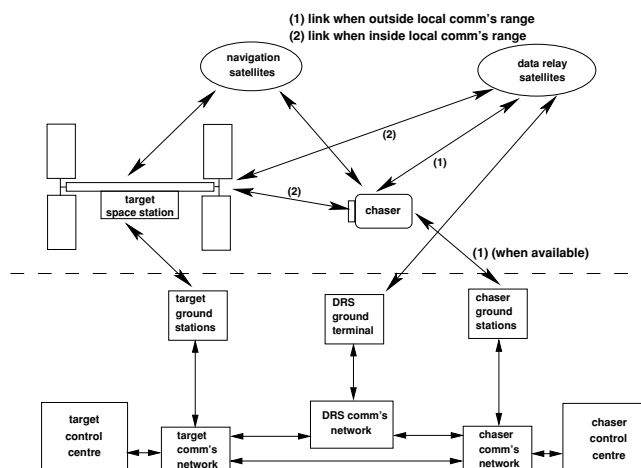 (1) link when outside local comm's range
(2) link when inside local comm's range
navigation
satellites
data relay
satellites
(2)
(1)
(2)
target
space station
chaser
(1) (when available)
target
ground
stations
DRS
ground
terminal
chaser
ground
stations
target
control
centre
target
comm's
network
DRS comm's
network
chaser
comm's
network
chaser
control
centre